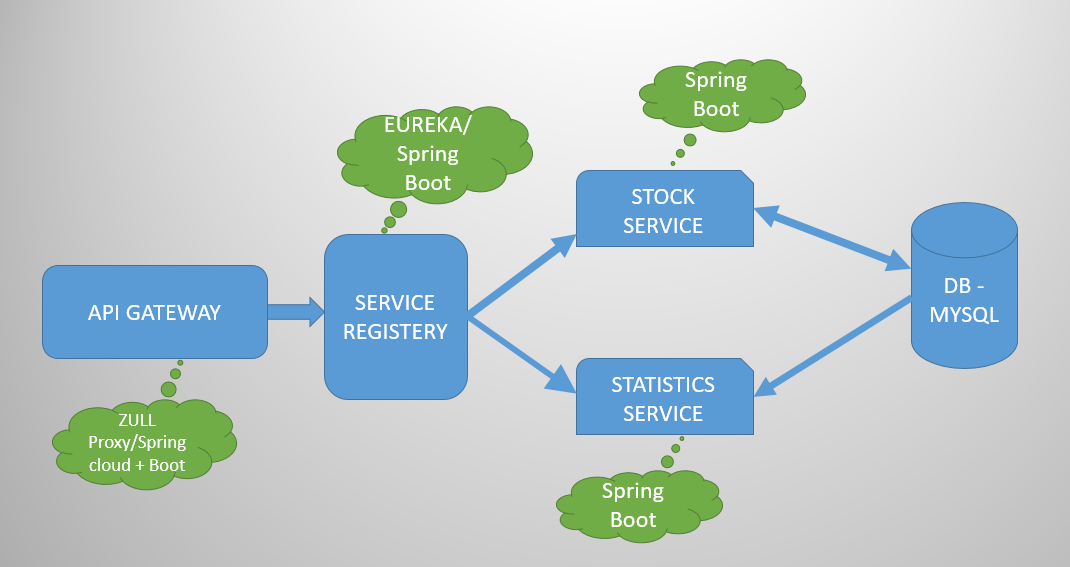 Spring
Boot
EUREKA/
Spring
Boot
STOCK
SERVICE
API GATEWAY
SERVICE
REGISTERY
DB -
MYSQL
STATISTICS
SERVICE
ZULL
Proxy/Spring
cloud + Boot
Spring
Boot